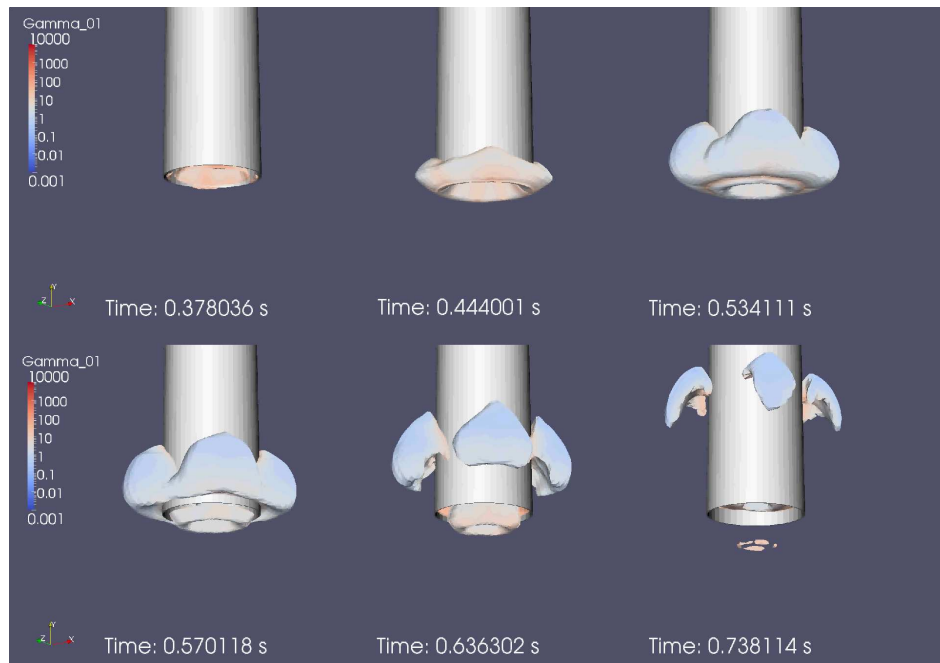 Gamma_01
10000
1000
100
10
1
0.1
0.01
0.001
Y
Z X
Time: 0.378036 s
Time: 0.444001 s
Time: 0.534111 s
Gamma_01
10000
1000
100
10
1
0.1
0.01
0.001
Y
Z X
Time: 0.570118 s
Time: 0.636302 s
Time: 0.738114 s